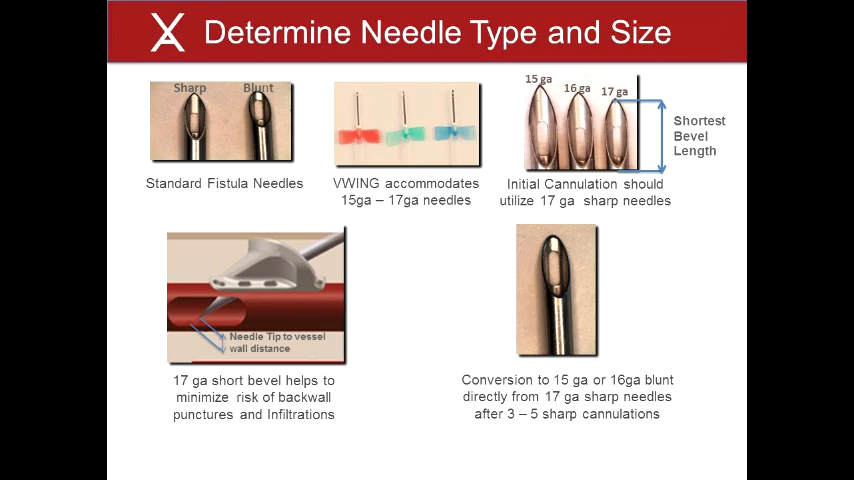 Determine Needle Type and Size
Sharp
Blunt
Standard Fistula Needles
VWING accommodates
15ga – 17ga needles
15 ga
16 ga
17 ga
Shortest
Bevel
Length
Initial Cannulation should
utilize 17 ga sharp needles
Needle Tip to vessel
wall distance
17 ga short bevel helps to
minimize risk of backwall
punctures and Infiltrations
Conversion to 15 ga or 16ga blunt
directly from 17 ga sharp needles
after 3 – 5 sharp cannulations